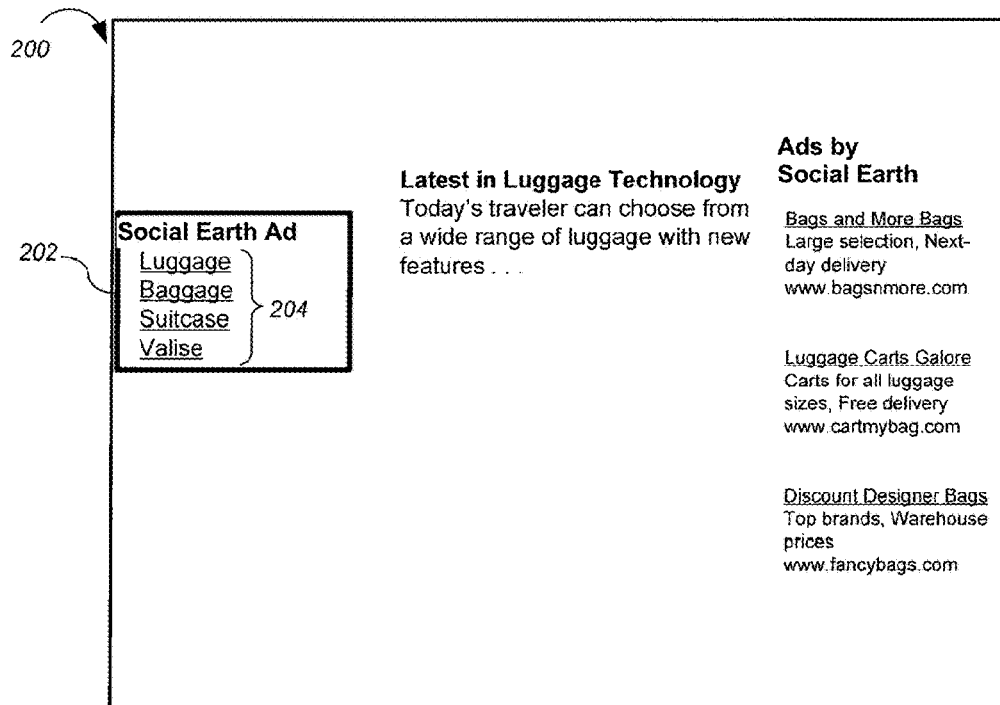 200
202
Social Earth Ad
Luggage
Baggage
Suitcase
Valise
204
Latest in Luggage Technology
Today's traveler can choose from
a wide range of luggage with new
features . . .
Ads by
Social Earth
Bags and More Bags
Large selection, Next-
day delivery
www.bagsnmore.com
Luggage Carts Galore
Carts for all luggage
sizes, Free delivery
www.cartmybag.com
Discount Designer Bags
Top brands, Warehouse
prices
www.fancybags.com